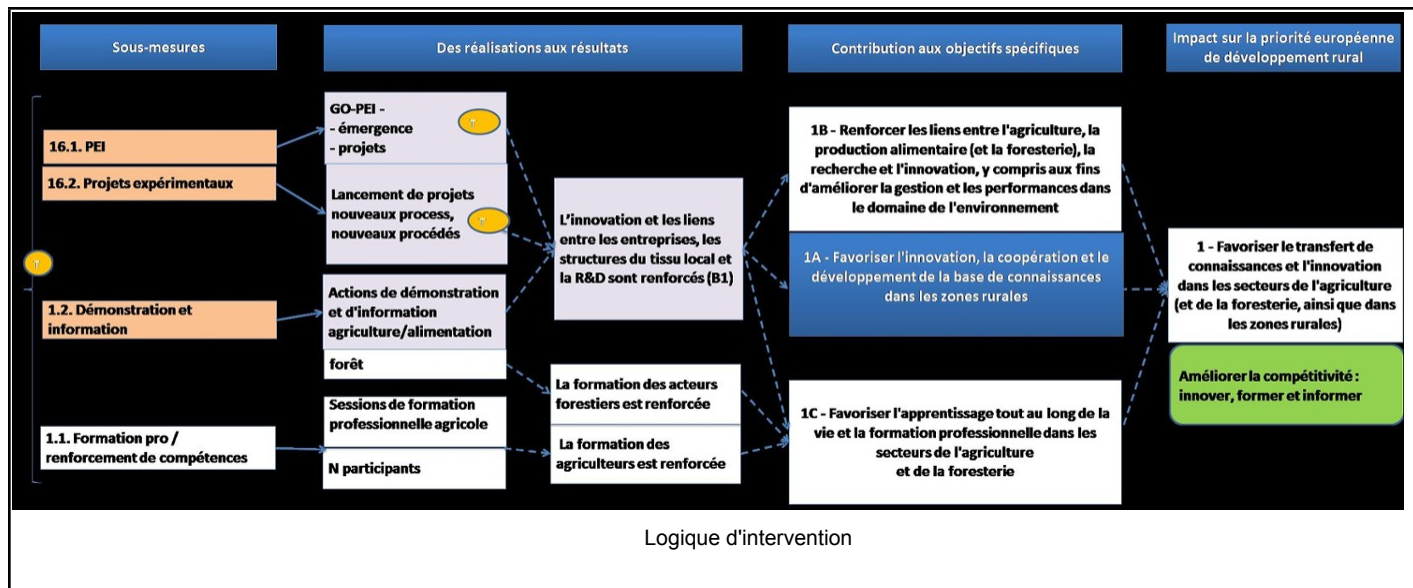 Sous-mesures
Des réalisations aux résultats
Contribution aux objectifs spécifiques
Impact sur la priorité européenne
de développement rural
16.1. PEI
16.2. Projets expérimentaux
1.2. Démonstration et
information
1.1. Formation pro /
renforcement de compétences
GO-PEI -
- émergence
- projets
Lancement de projets
nouveaux process,
nouveaux procédés
Actions de démonstration
et d'information
agriculture/alimentation
forêt
Sessions de formation
professionnelle agricole
N participants
L'innovation et les liens
entre les entreprises, les
structures du tissu local et
la R&D sont renforcés (B1)
La formation des acteurs
forestiers est renforcée
La formation des
agriculteurs est renforcée
1B - Renforcer les liens entre l'agriculture, la
production alimentaire (et la foresterie), la
recherche et l'innovation, y compris aux fins
d'améliorer la gestion et les performances dans
le domaine de l'environnement
1A - Favoriser l'innovation, la coopération et le
développement de la base de connaissances
dans les zones rurales
1C - Favoriser l'apprentissage tout au long de la
vie et la formation professionnelle dans les
secteurs de l'agriculture
et de la foresterie
1 - Favoriser le transfert de
connaissances et l'innovation
dans les secteurs de l'agriculture
(et de la foresterie, ainsi que dans
les zones rurales)
Améliorer la compétitivité :
innover, former et informer
Logique d'intervention